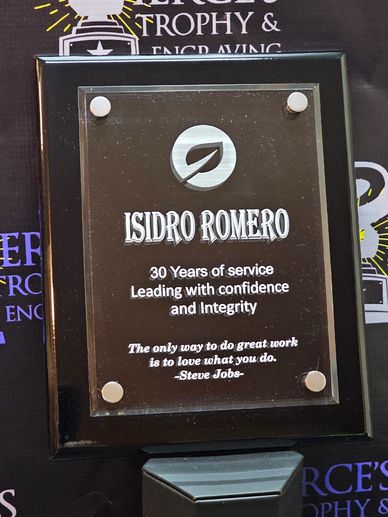 TROPHY &
ENGRAVING
ISIDRO ROMERO
30 Years of service
Leading with confidence
and Integrity
The only way to do great work
is to love what you do.
-Steve Jobs-